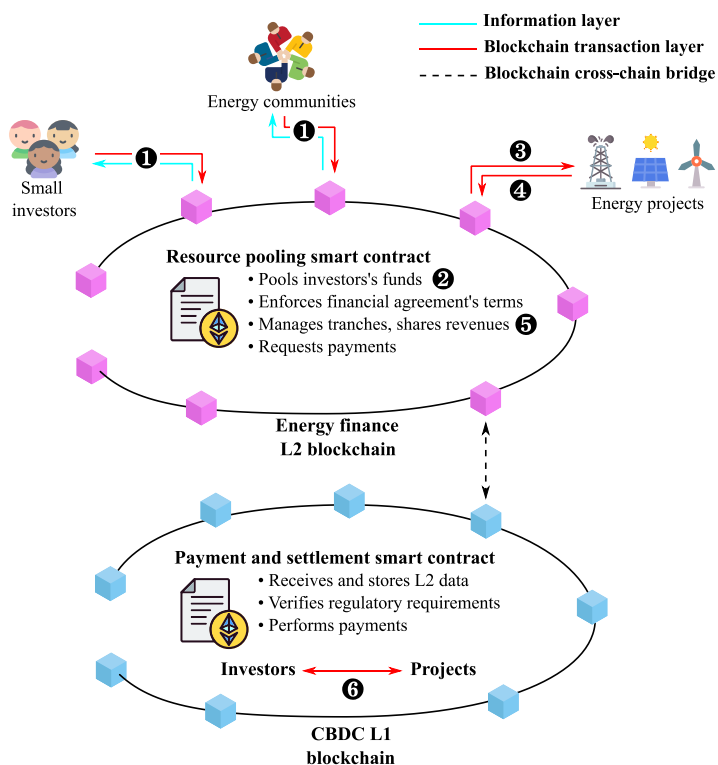 Information layer
Blockchain transaction layer
Blockchain cross-chain bridge
Energy communities
1
1
Small
investors
3
4
Energy projects
Resource pooling smart contract
• Pools investors's funds 2
• Enforces financial agreement's terms
• Manages tranches, shares revenues 5
• Requests payments
Energy finance
L2 blockchain
Payment and settlement smart contract
• Receives and stores L2 data
• Verifies regulatory requirements
• Performs payments
Investors Projects
6
CBDC L1
blockchain